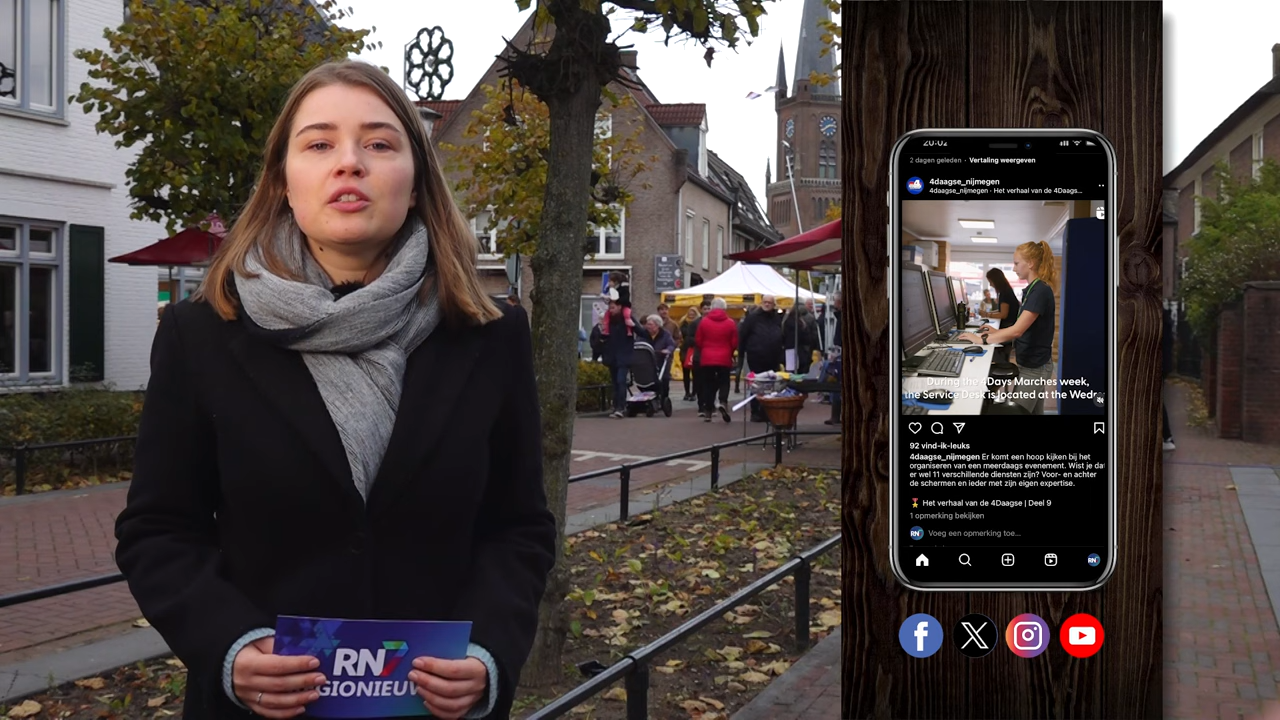 RN7
GIONIEUW
20:02
2 dagen geleden · Vertaling weergeven
4daagse_nijmegen
4daagse_nijmegen · Het verhaal van de 4Daags...
During the 4Days Marches week,
the Service Desk is located at the Wedr
92 vind-ik-leuks
4daagse_nijmegen Er komt een hoop kijken bij het
organiseren van een meerdaags evenement. Wist je dat
er wel 11 verschillende diensten zijn? Voor- en achter
de schermen en ieder met zijn eigen expertise.
🏅 Het verhaal van de 4Daagse | Deel 9
1 opmerking bekijken
RN7
Voeg een opmerking toe...
RN7